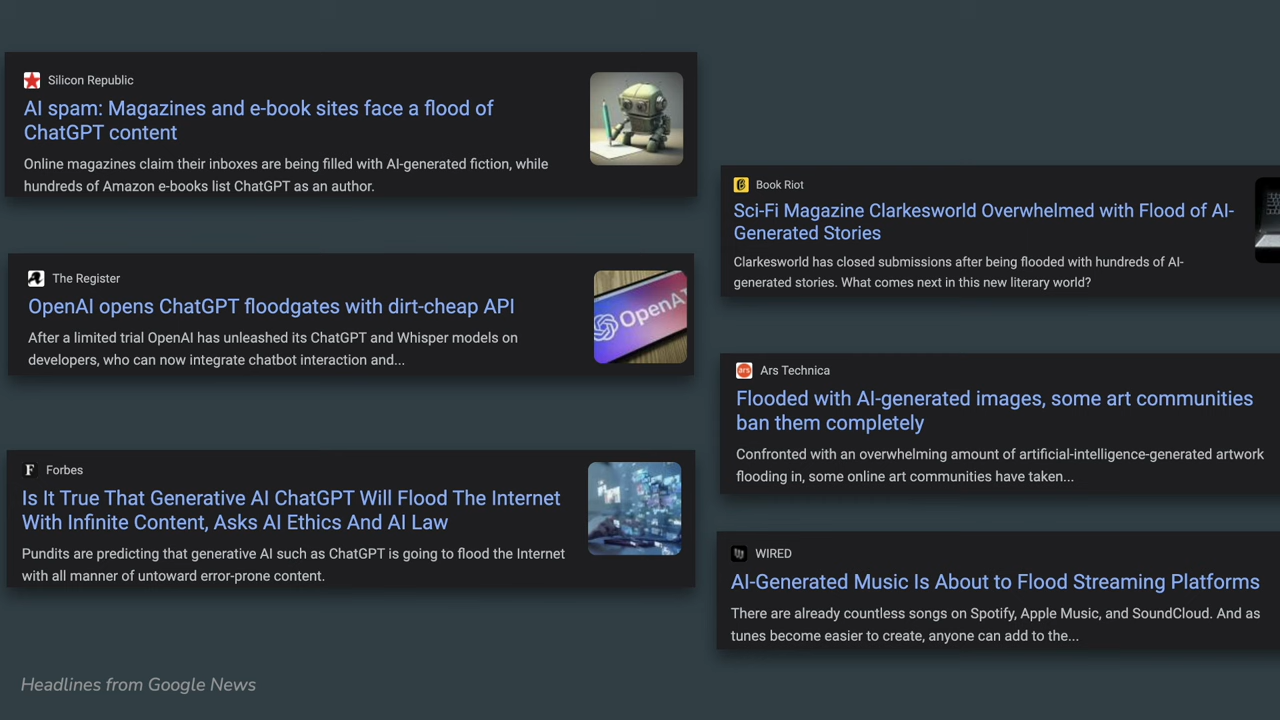 Silicon Republic
AI spam: Magazines and e-book sites face a flood of
ChatGPT content
Online magazines claim their inboxes are being filled with AI-generated fiction, while
hundreds of Amazon e-books list ChatGPT as an author.
The Register
OpenAI opens ChatGPT floodgates with dirt-cheap API
After a limited trial OpenAI has unleashed its ChatGPT and Whisper models on
developers, who can now integrate chatbot interaction and...
OpenAI
F Forbes
Is It True That Generative AI ChatGPT Will Flood The Internet
With Infinite Content, Asks AI Ethics And AI Law
Pundits are predicting that generative AI such as ChatGPT is going to flood the Internet
with all manner of untoward error-prone content.
Book Riot
Sci-Fi Magazine Clarkesworld Overwhelmed with Flood of AI-
Generated Stories
Clarkesworld has closed submissions after being flooded with hundreds of AI-
generated stories. What comes next in this new literary world?
ars Ars Technica
Flooded with AI-generated images, some art communities
ban them completely
Confronted with an overwhelming amount of artificial-intelligence-generated artwork
flooding in, some online art communities have taken...
WIRED
AI-Generated Music Is About to Flood Streaming Platforms
There are already countless songs on Spotify, Apple Music, and SoundCloud. And as
tunes become easier to create, anyone can add to the...
Headlines from Google News